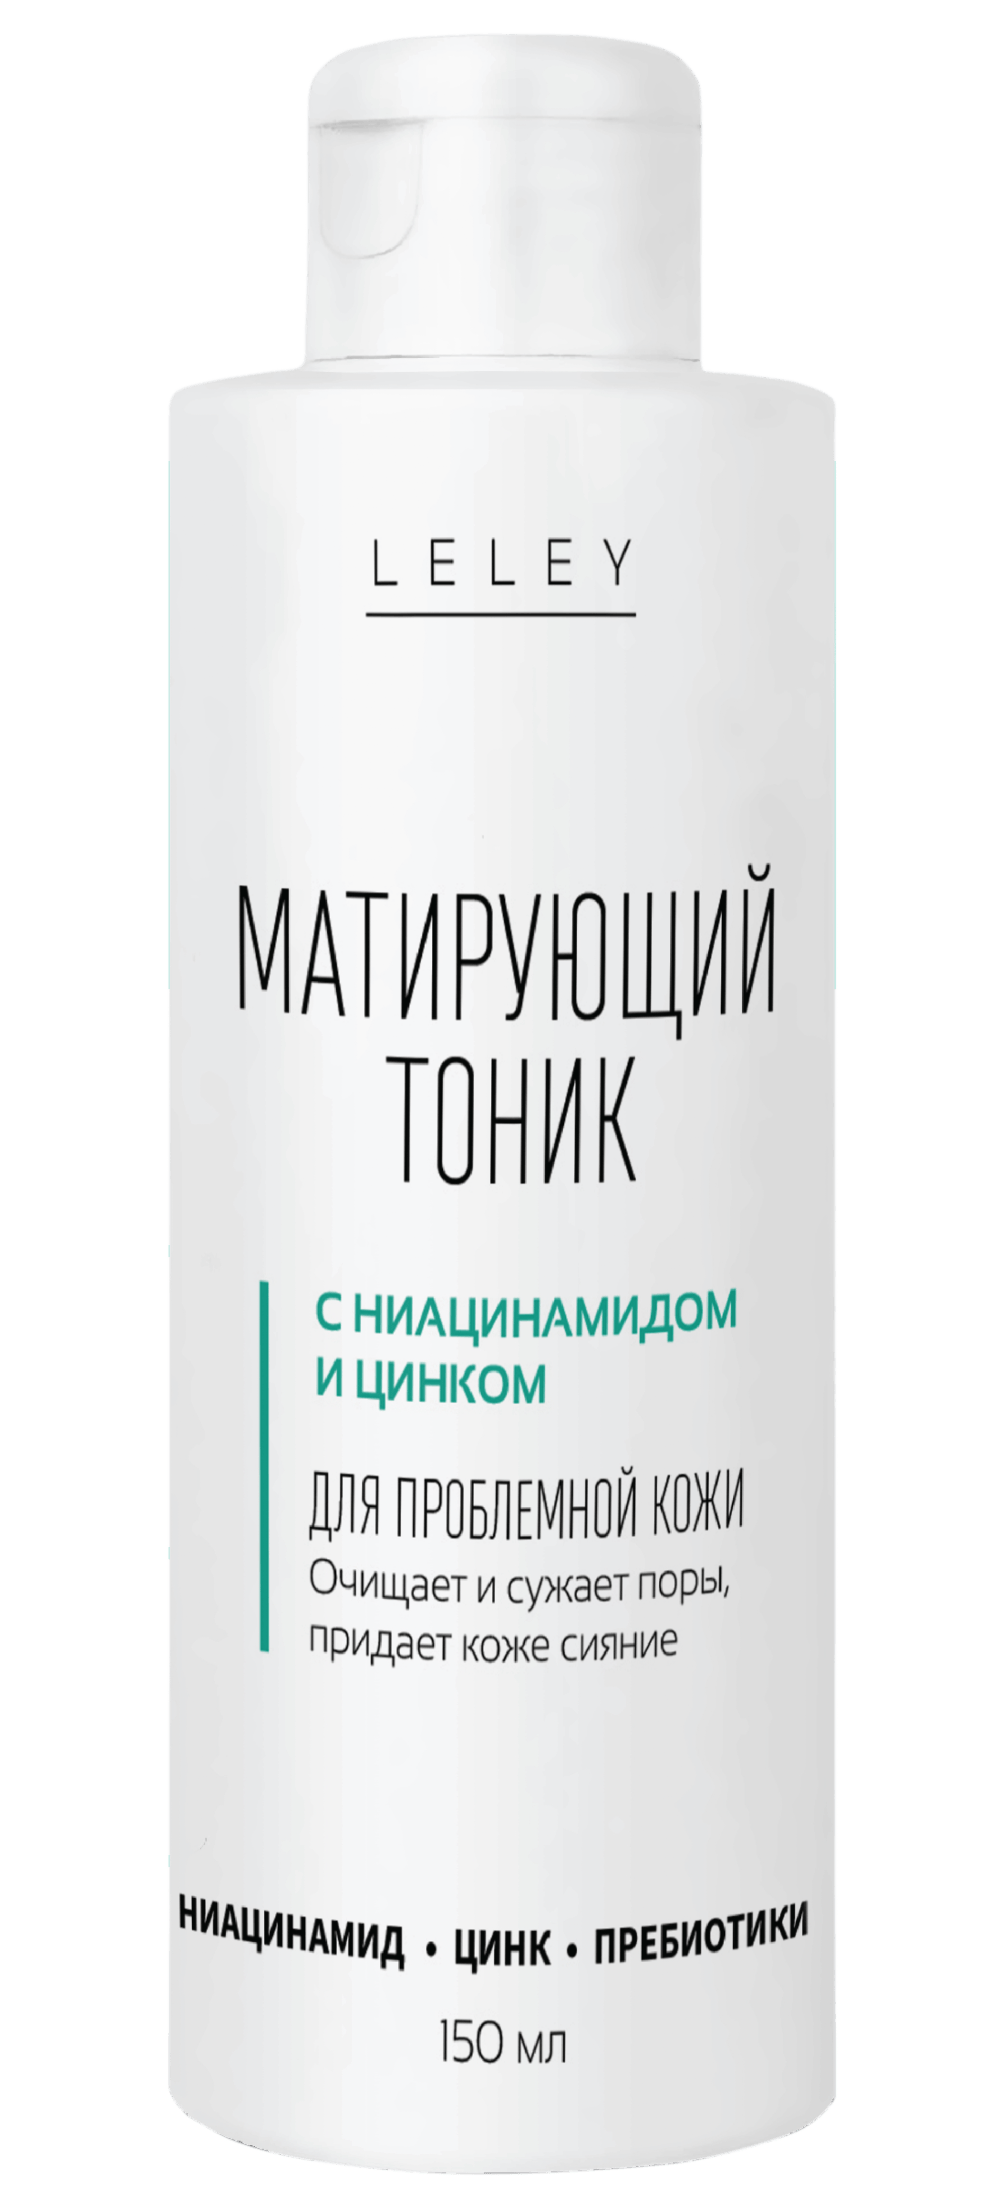 LELEY
МАТИРУЮЩИЙ
ТОНИК
С НИАЦИНАМИДОМ
И ЦИНКОМ
ДЛЯ ПРОБЛЕМНОЙ КОЖИ
Очищает и сужает поры,
придает коже сияние
НИАЦИНАМИД • ЦИНК • ПРЕБИОТИКИ
150 мл